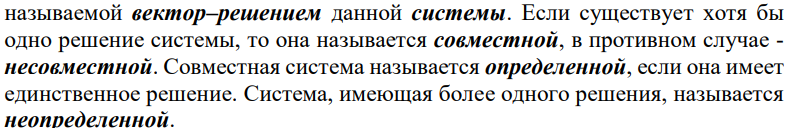 называемой вектор–решением данной системы. Если существует хотя бы
одно решение системы, то она называется совместной, в противном случае -
несовместной. Совместная система называется определенной, если она имеет
единственное решение. Система, имеющая более одного решения, называется
неопределенной.